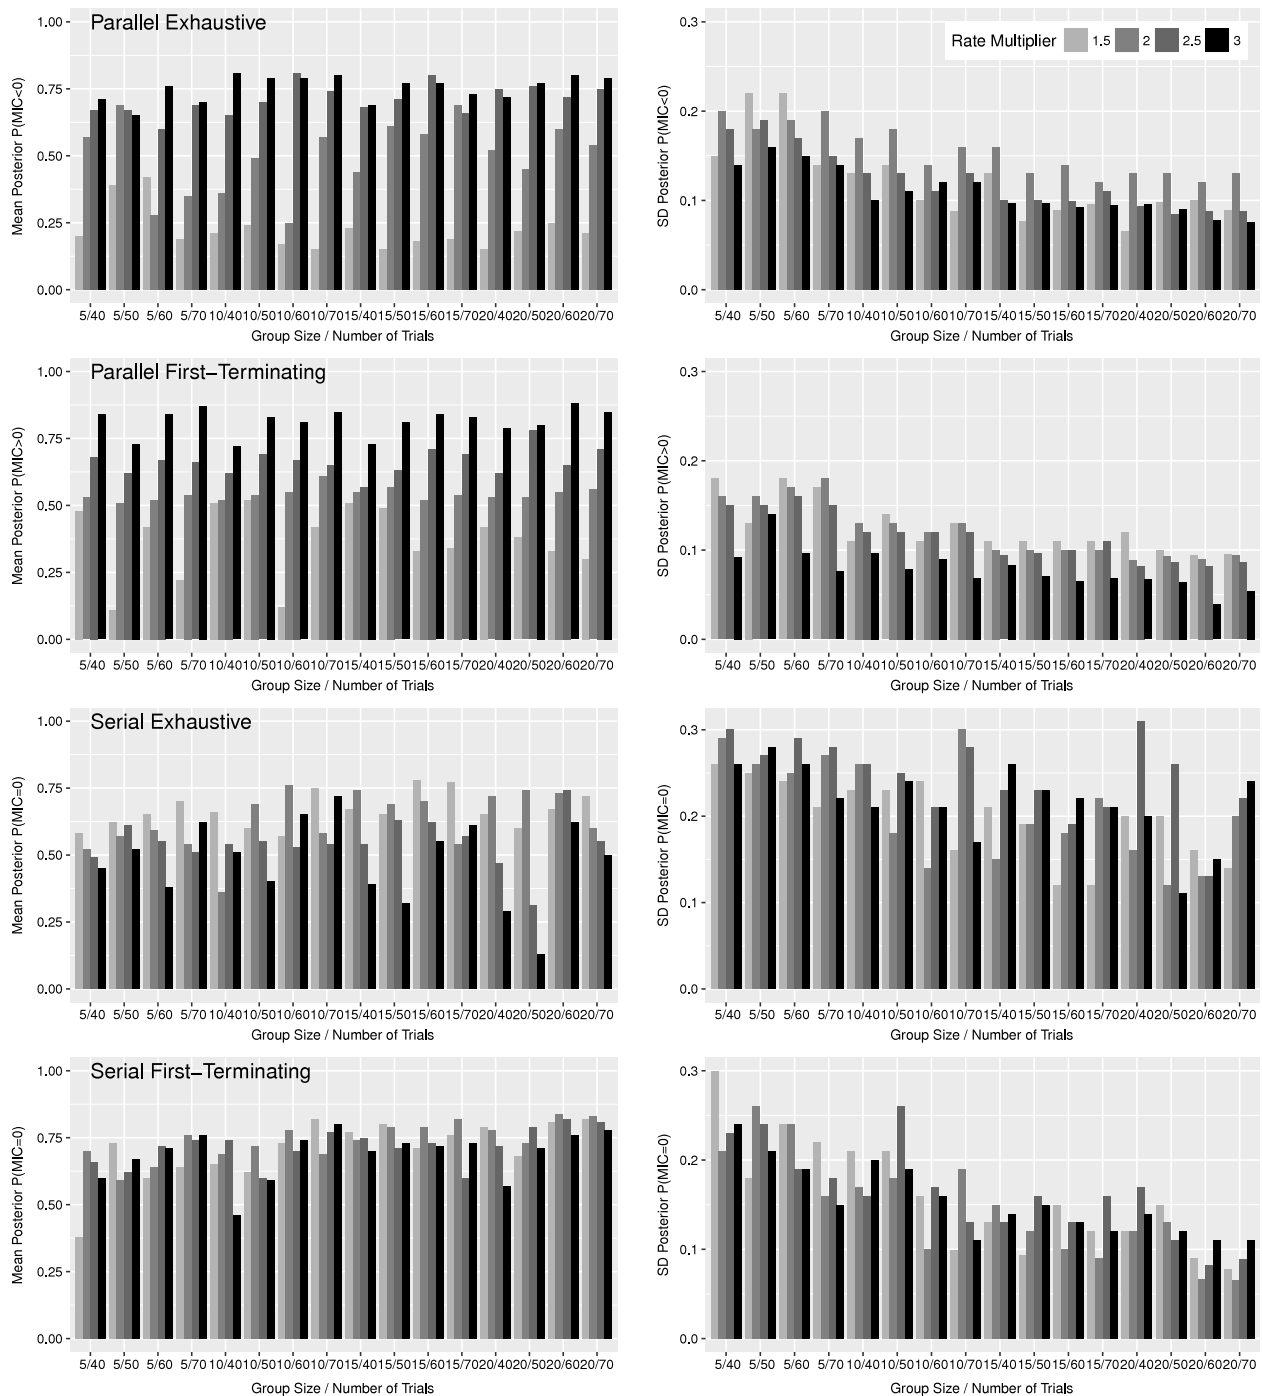 Parallel Exhaustive
Mean Posterior P(MIC<0)
1.00
0.75
0.50
0.25
0.00
5/40 5/50 5/60 5/70 10/40 10/50 10/60 10/70 15/40 15/50 15/60 15/70 20/40 20/50 20/60 20/70
Group Size / Number of Trials
Rate Multiplier 1.5 2 2.5 3
SD Posterior P(MIC<0)
0.3
0.2
0.1
0.0
5/40 5/50 5/60 5/70 10/40 10/50 10/60 10/70 15/40 15/50 15/60 15/70 20/40 20/50 20/60 20/70
Group Size / Number of Trials
Parallel First−Terminating
Mean Posterior P(MIC>0)
1.00
0.75
0.50
0.25
0.00
5/40 5/50 5/60 5/70 10/40 10/50 10/60 10/70 15/40 15/50 15/60 15/70 20/40 20/50 20/60 20/70
Group Size / Number of Trials
SD Posterior P(MIC>0)
0.3
0.2
0.1
0.0
5/40 5/50 5/60 5/70 10/40 10/50 10/60 10/70 15/40 15/50 15/60 15/70 20/40 20/50 20/60 20/70
Group Size / Number of Trials
Serial Exhaustive
Mean Posterior P(MIC=0)
1.00
0.75
0.50
0.25
0.00
5/40 5/50 5/60 5/70 10/40 10/50 10/60 10/70 15/40 15/50 15/60 15/70 20/40 20/50 20/60 20/70
Group Size / Number of Trials
SD Posterior P(MIC=0)
0.3
0.2
0.1
0.0
5/40 5/50 5/60 5/70 10/40 10/50 10/60 10/70 15/40 15/50 15/60 15/70 20/40 20/50 20/60 20/70
Group Size / Number of Trials
Serial First−Terminating
Mean Posterior P(MIC=0)
1.00
0.75
0.50
0.25
0.00
5/40 5/50 5/60 5/70 10/40 10/50 10/60 10/70 15/40 15/50 15/60 15/70 20/40 20/50 20/60 20/70
Group Size / Number of Trials
SD Posterior P(MIC=0)
0.3
0.2
0.1
0.0
5/40 5/50 5/60 5/70 10/40 10/50 10/60 10/70 15/40 15/50 15/60 15/70 20/40 20/50 20/60 20/70
Group Size / Number of Trials